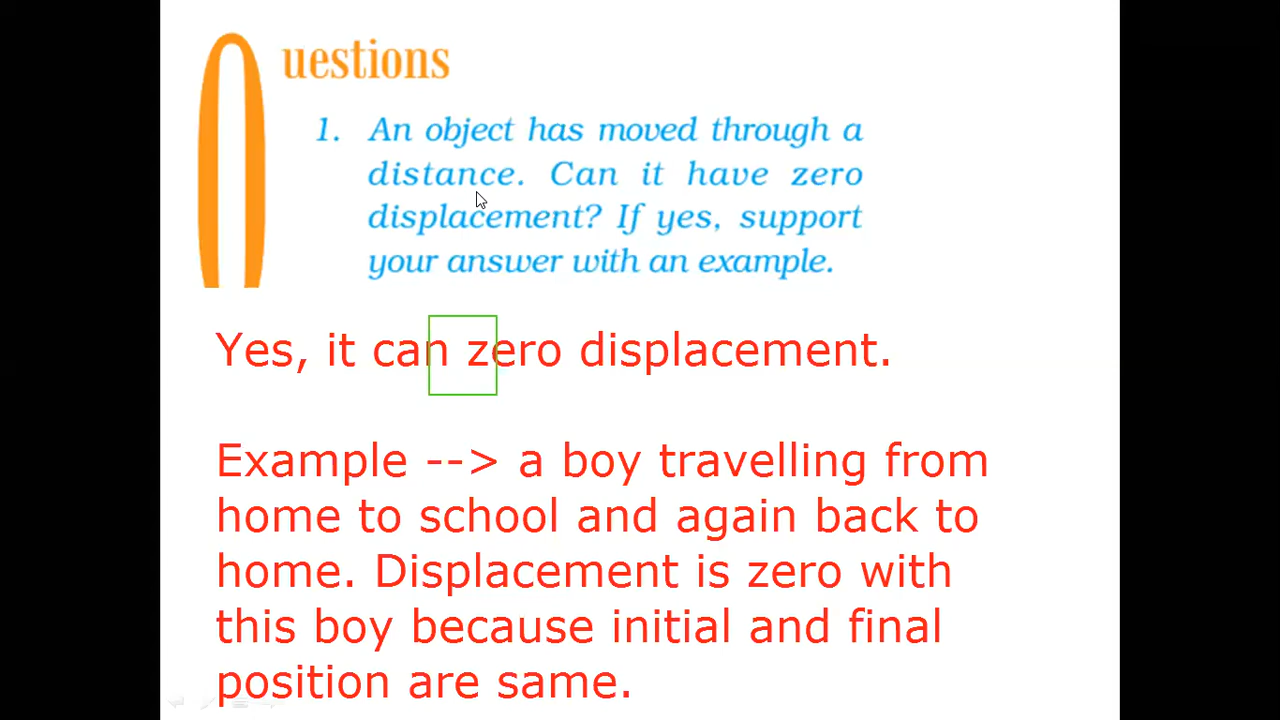 Questions
1. An object has moved through a
distance. Can it have zero
displacement? If yes, support
your answer with an example.
Yes, it can zero displacement.
Example --> a boy travelling from
home to school and again back to
home. Displacement is zero with
this boy because initial and final
position are same.